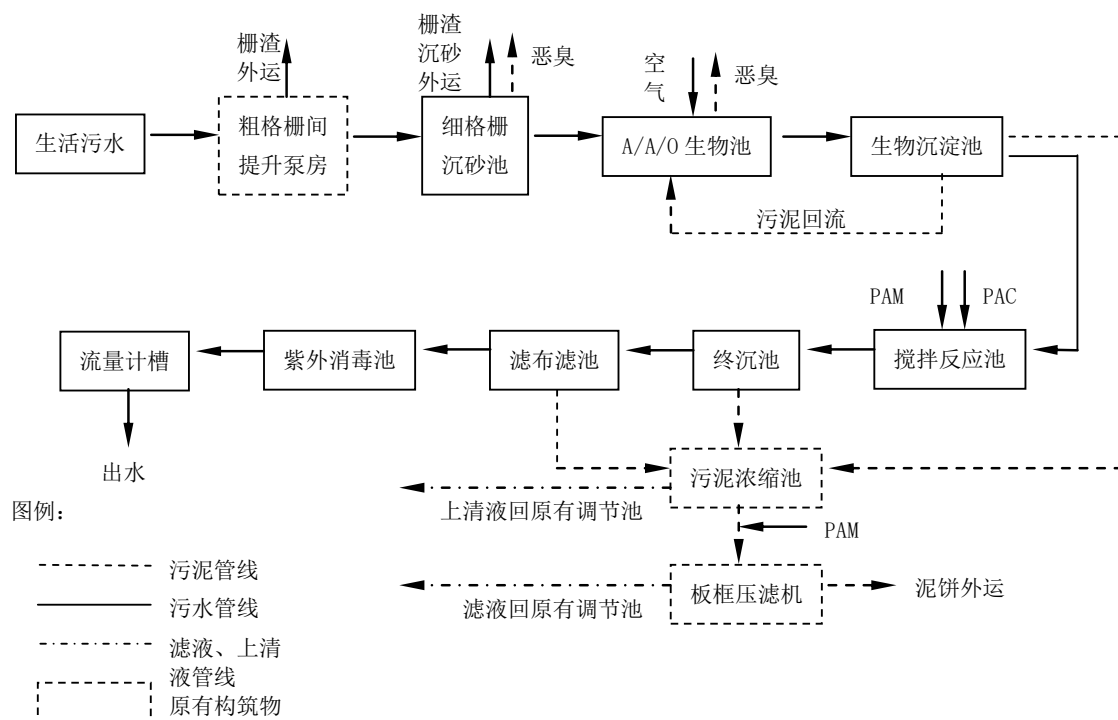 栅渣
外运
栅渣
沉砂
外运
恶臭
空
气
恶臭
生活污水
粗格栅间
提升泵房
细格栅
沉砂池
A/A/O 生物池
生物沉淀池
污泥回流
PAM
PAC
流量计槽
紫外消毒池
滤布滤池
终沉池
搅拌反应池
出水
污泥浓缩池
上清液回原有调节池
PAM
板框压滤机
泥饼外运
滤液回原有调节池
图例：
污泥管线
污水管线
滤液、上清
液管线
原有构筑物